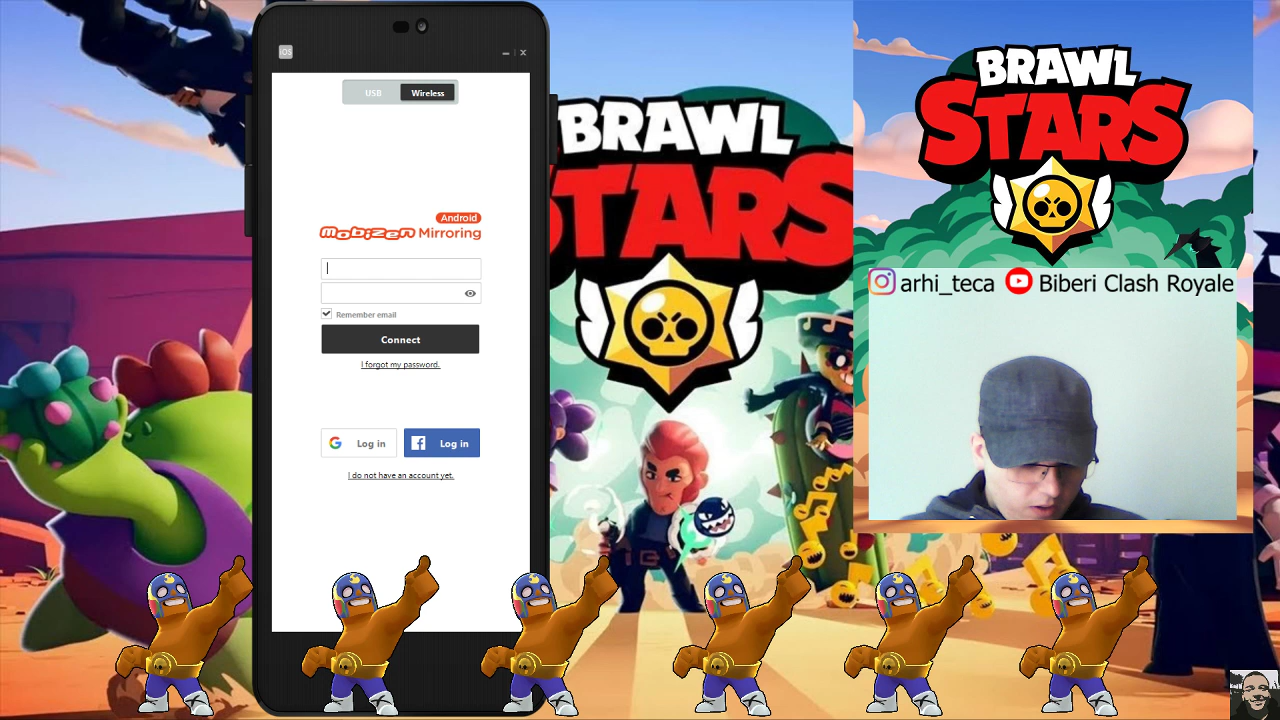 iOS
USB
Wireless
Android
mobizen Mirroring
Remember email
Connect
I forgot my password.
Log in
Log in
I do not have an account yet.
BRAWL
STARS
BRAWL
STARS
arhi_teca
Biberi Clash Royale